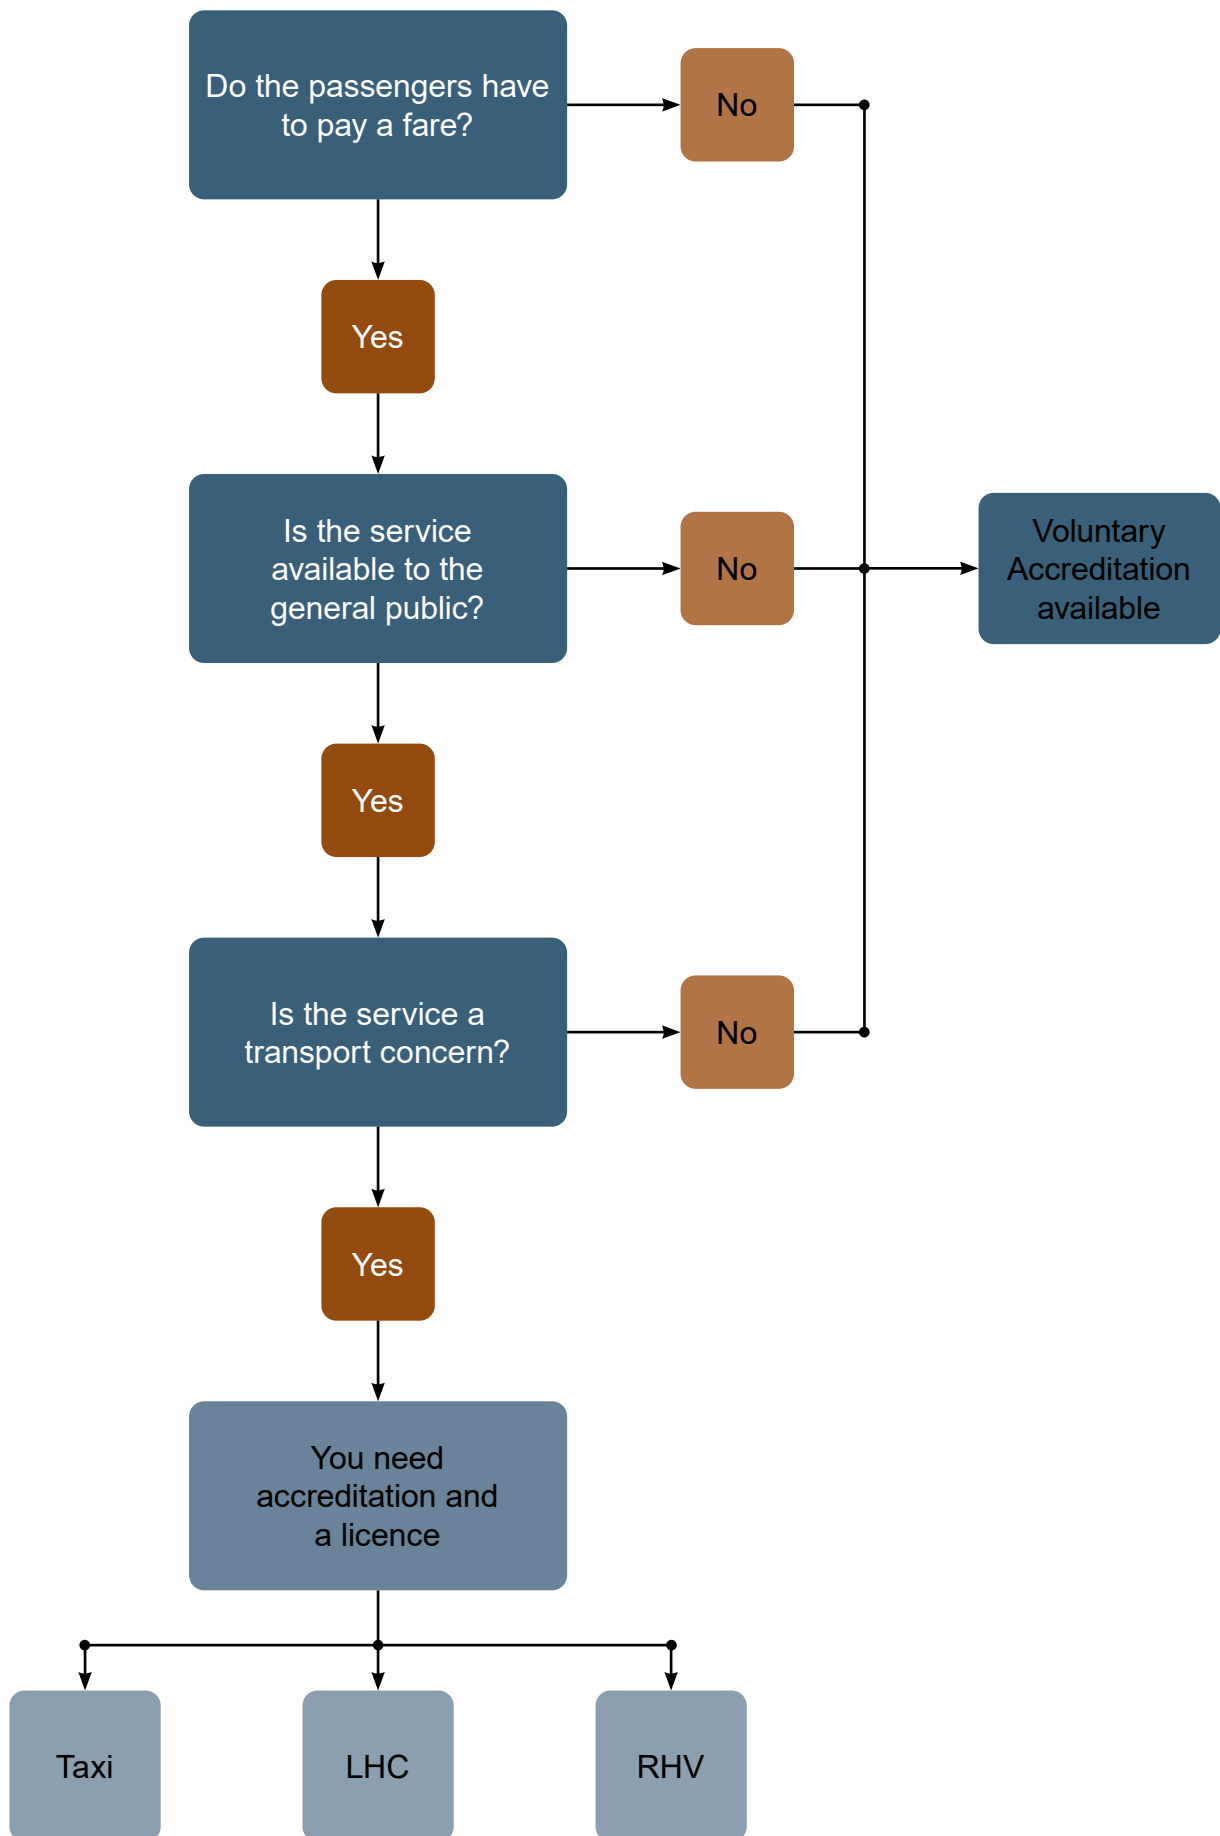 Do the passengers have
to pay a fare?
No
Yes
Is the service
available to the
general public?
No
Voluntary
Accreditation
available
Yes
Is the service a
transport concern?
No
Yes
You need
accreditation and
a licence
Taxi
LHC
RHV